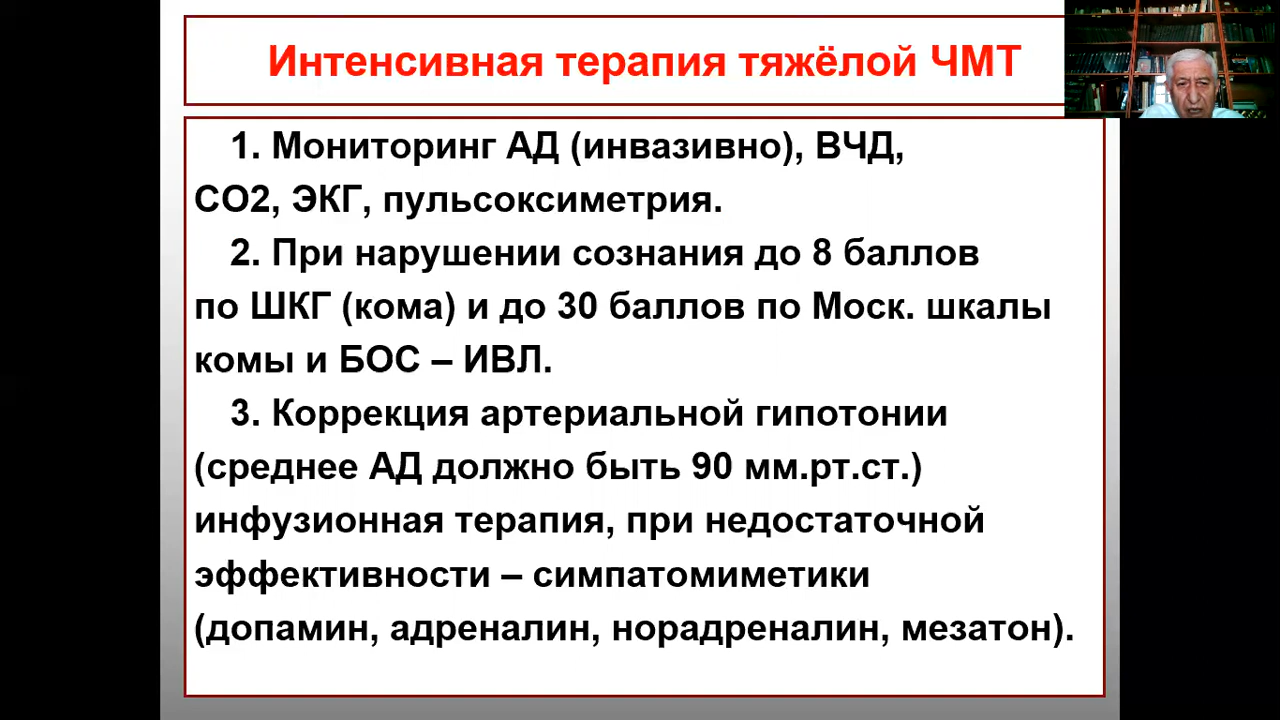 Интенсивная терапия тяжёлой ЧМТ
1. Мониторинг АД (инвазивно), ВЧД,
СО2, ЭКГ, пульсоксиметрия.
2. При нарушении сознания до 8 баллов
по ШКГ (кома) и до 30 баллов по Моск. шкалы
комы и БОС – ИВЛ.
3. Коррекция артериальной гипотонии
(среднее АД должно быть 90 мм.рт.ст.)
инфузионная терапия, при недостаточной
эффективности – симпатомиметики
(допамин, адреналин, норадреналин, мезатон).